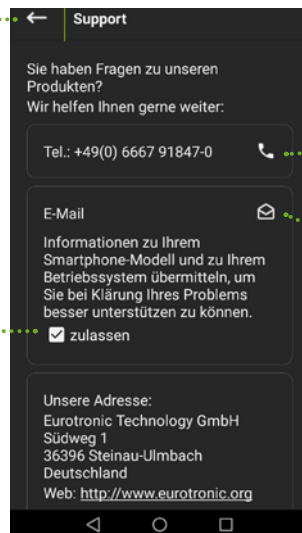 Support
Sie haben Fragen zu unseren
Produkten?
Wir helfen Ihnen gerne weiter:
Tel.: +49(0) 6667 91847-0
E-Mail
Informationen zu Ihrem
Smartphone-Modell und zu Ihrem
Betriebssystem übermitteln, um
Sie bei Klärung Ihres Problems
besser unterstützen zu können.
zulassen
Unsere Adresse:
Eurotronic Technology GmbH
Südweg 1
36396 Steinau-Ulmbach
Deutschland
Web: http://www.eurotronic.org